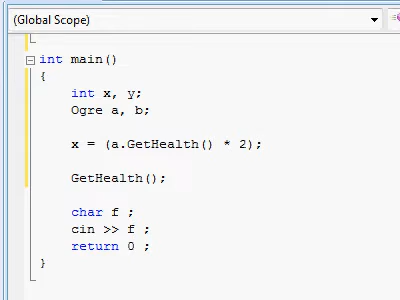 (Global Scope)
int main()
{
int x, y;
Ogre a, b;
x = (a.GetHealth() * 2);
GetHealth();
char f ;
cin >> f ;
return 0 ;
}